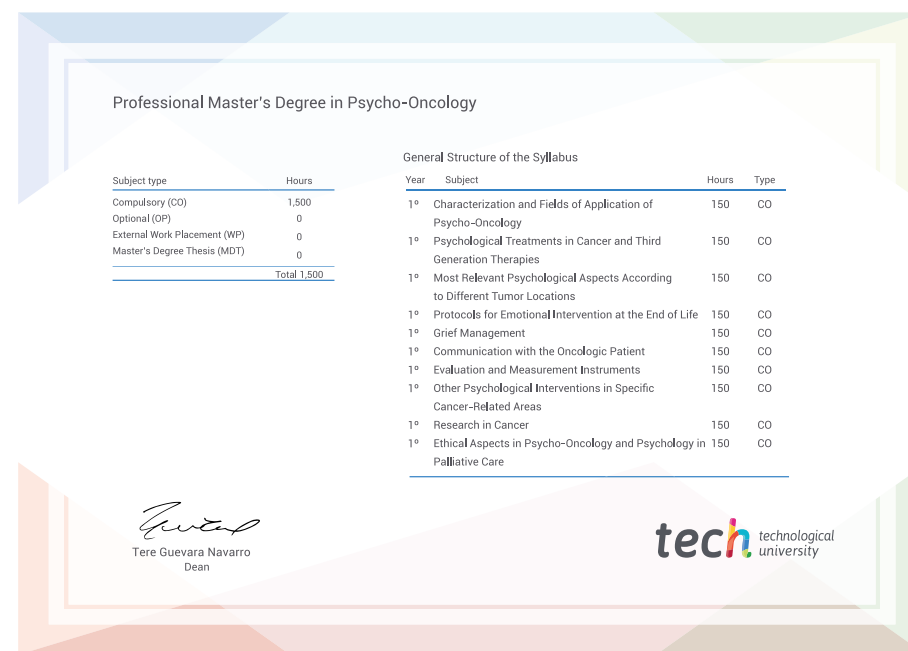 Professional Master's Degree in Psycho-Oncology
Subject type Hours
Compulsory (CO) 1,500
Optional (OP) 0
External Work Placement (WP) 0
Master's Degree Thesis (MDT) 0
Total 1,500
General Structure of the Syllabus
Year Subject Hours Type
1º Characterization and Fields of Application of 150 CO
Psycho-Oncology
1º Psychological Treatments in Cancer and Third 150 CO
Generation Therapies
1º Most Relevant Psychological Aspects According 150 CO
to Different Tumor Locations
1º Protocols for Emotional Intervention at the End of Life 150 CO
1º Grief Management 150 CO
1º Communication with the Oncologic Patient 150 CO
1º Evaluation and Measurement Instruments 150 CO
1º Other Psychological Interventions in Specific 150 CO
Cancer-Related Areas
1º Research in Cancer 150 CO
1º Ethical Aspects in Psycho-Oncology and Psychology in 150 CO
Palliative Care
Tere Guevara Navarro
Dean
tech technological
university